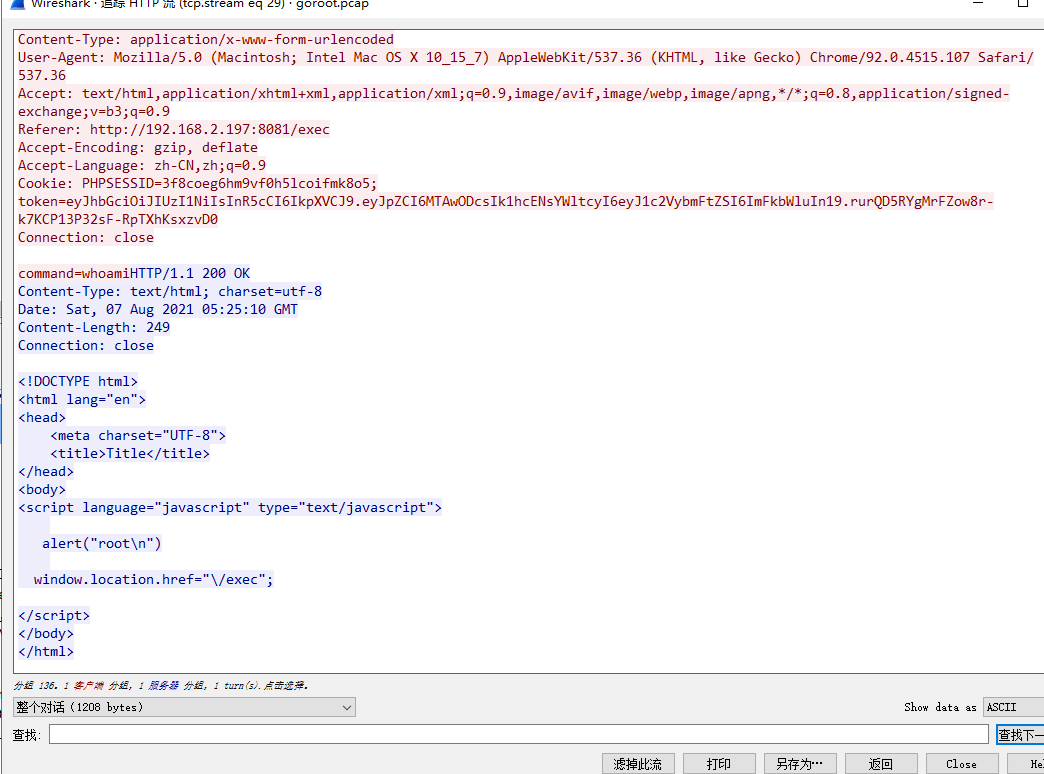 Wireshark · 追踪 HTTP 流 (tcp.stream eq 29) · goroot.pcap
Content-Type: application/x-www-form-urlencoded
User-Agent: Mozilla/5.0 (Macintosh; Intel Mac OS X 10_15_7) AppleWebKit/537.36 (KHTML, like Gecko) Chrome/92.0.4515.107 Safari/
537.36
Accept: text/html,application/xhtml+xml,application/xml;q=0.9,image/avif,image/webp,image/apng,*/*;q=0.8,application/signed-
exchange;v=b3;q=0.9
Referer: http://192.168.2.197:8081/exec
Accept-Encoding: gzip, deflate
Accept-Language: zh-CN,zh;q=0.9
Cookie: PHPSESSID=3f8coeg6hm9vf0h5lcoifmk8o5;
token=eyJhbGciOiJIUzI1NiIsInR5cCI6IkpXVCJ9.eyJpZCI6MTAwODcsIk1hcENsYWltcyI6eyJ1c2VybmFtZSI6ImFkbWluIn19.rurQD5RYgMrFZow8r-
k7KCP13P32sF-RpTXhKsxzvD0
Connection: close
command=whoamiHTTP/1.1 200 OK
Content-Type: text/html; charset=utf-8
Date: Sat, 07 Aug 2021 05:25:10 GMT
Content-Length: 249
Connection: close
<!DOCTYPE html>
<html lang="en">
<head>
    <meta charset="UTF-8">
    <title>Title</title>
</head>
<body>
<script language="javascript" type="text/javascript">
   alert("root\n")
  window.location.href="\/exec";
</script>
</body>
</html>
分组 136。1 客户端 分组, 1 服务器 分组, 1 turn(s).点击选择。
整个对话 (1208 bytes) Show data as ASCII
查找: 查找下一
滤掉此流 打印 另存为… 返回 Close